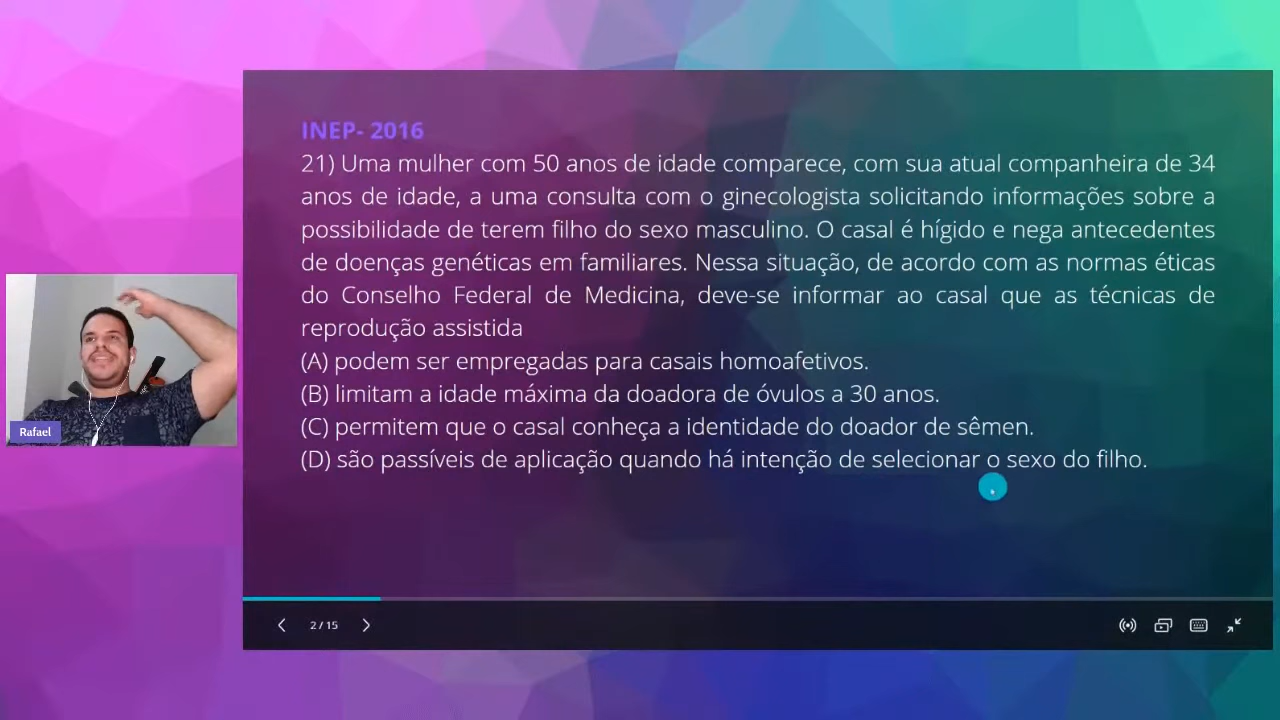 INEP- 2016
21) Uma mulher com 50 anos de idade comparece, com sua atual companheira de 34
anos de idade, a uma consulta com o ginecologista solicitando informações sobre a
possibilidade de terem filho do sexo masculino. O casal é hígido e nega antecedentes
de doenças genéticas em familiares. Nessa situação, de acordo com as normas éticas
do Conselho Federal de Medicina, deve-se informar ao casal que as técnicas de
reprodução assistida
(A) podem ser empregadas para casais homoafetivos.
(B) limitam a idade máxima da doadora de óvulos a 30 anos.
(C) permitem que o casal conheça a identidade do doador de sêmen.
(D) são passíveis de aplicação quando há intenção de selecionar o sexo do filho.
Rafael
2 / 15